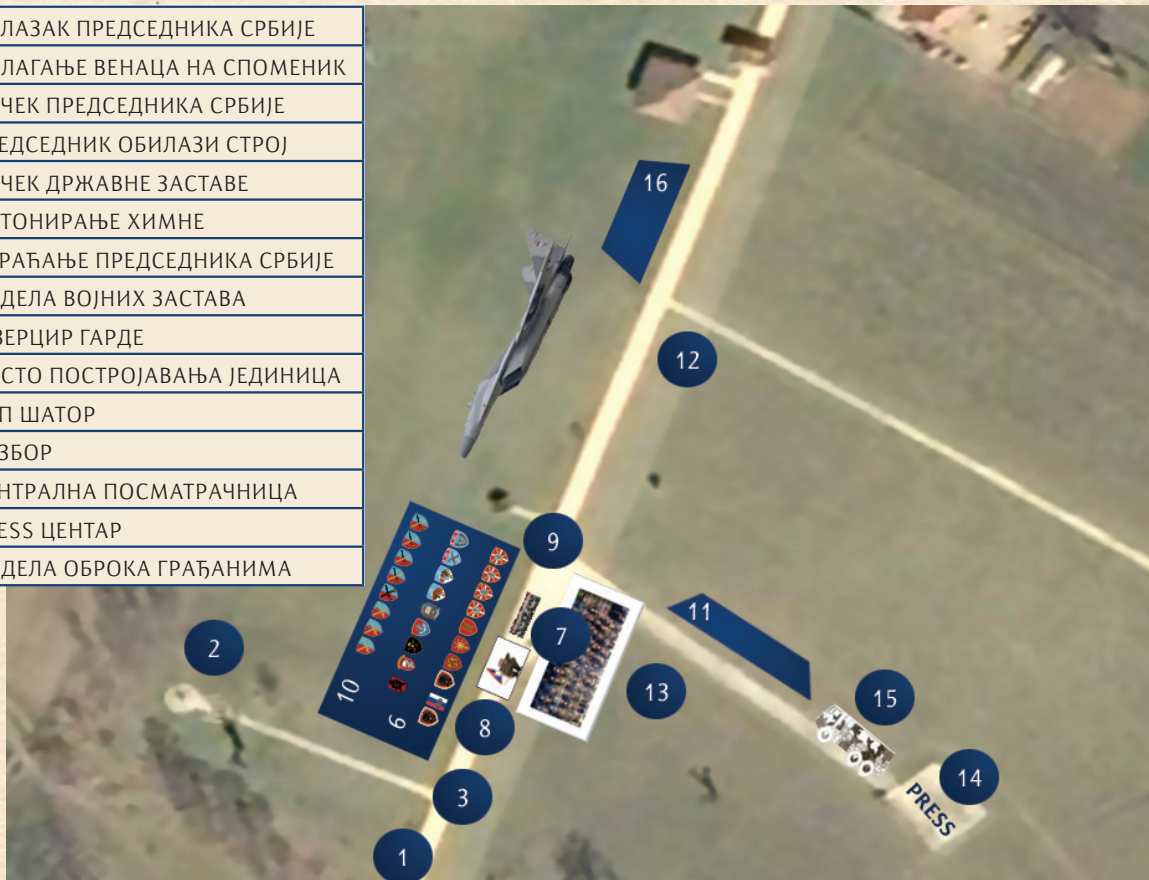 ЛАЗАК ПРЕДСЕДНИКА СРБИЈЕ
ЛАГАЊЕ ВЕНАЦА НА СПОМЕНИК
ЧЕК ПРЕДСЕДНИКА СРБИЈЕ
ЕДСЕДНИК ОБИЛАЗИ СТРОЈ
ЧЕК ДРЖАВНЕ ЗАСТАВЕ
ТОНИРАЊЕ ХИМНЕ
РАЋАЊЕ ПРЕДСЕДНИКА СРБИЈЕ
ДЕЛА ВОЈНИХ ЗАСТАВА
ЗЕРЦИР ГАРДЕ
СТО ПОСТРОЈАВАЊА ЈЕДИНИЦА
П ШАТОР
ЗБОР
НТРАЛНА ПОСМАТРАЧНИЦА
ESS ЦЕНТАР
ДЕЛА ОБРОКА ГРАЂАНИМА
16
12
9
11
7
2
10
6
13
15
8
14
3
PRESS
1